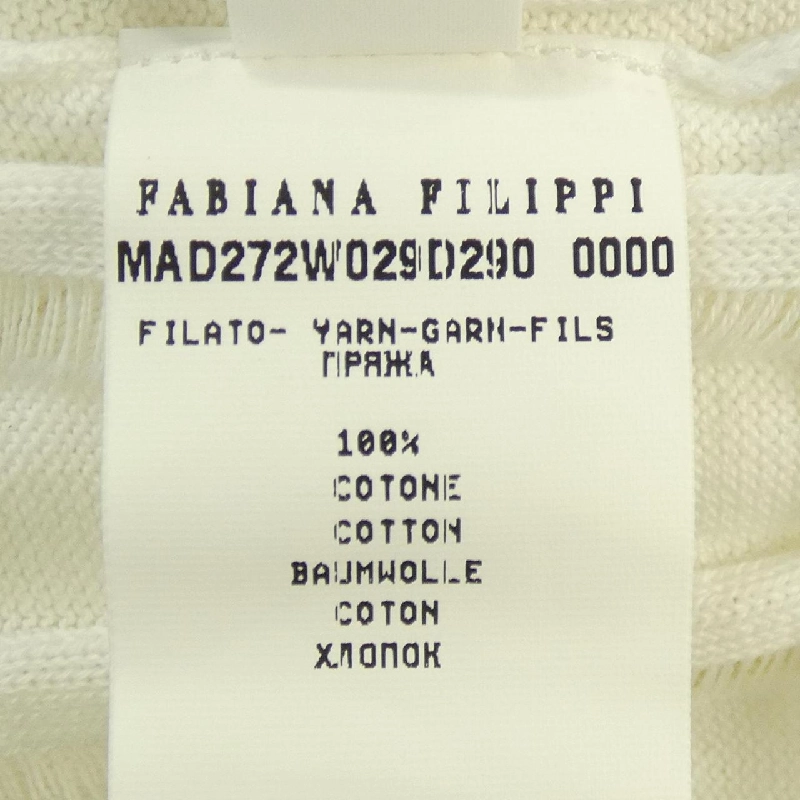 FABIANA FILIPPI
MAD272W029D290 0000
FILATO- YARN-GARN-FILS
ПРЯЖА
100%
COTONE
COTTON
BAUMWOLLE
COTON
ХЛОПОК